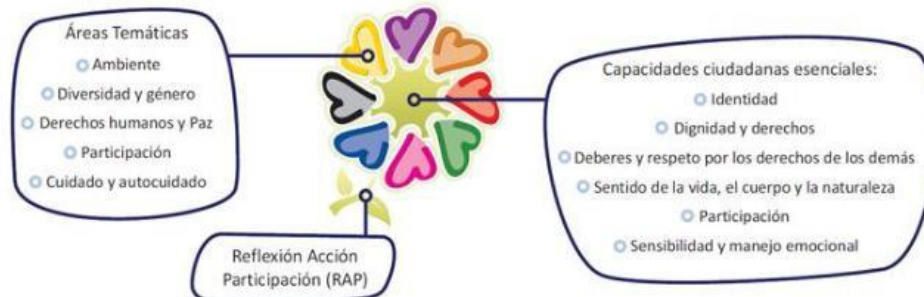 Áreas Temáticas
Ambiente
Diversidad y género
Derechos humanos y Paz
Participación
Cuidado y autocuidado
Reflexión Acción
Participación (RAP)
Capacidades ciudadanas esenciales:
Identidad
Dignidad y derechos
Deberes y respeto por los derechos de los demás
Sentido de la vida, el cuerpo y la naturaleza
Participación
Sensibilidad y manejo emocional